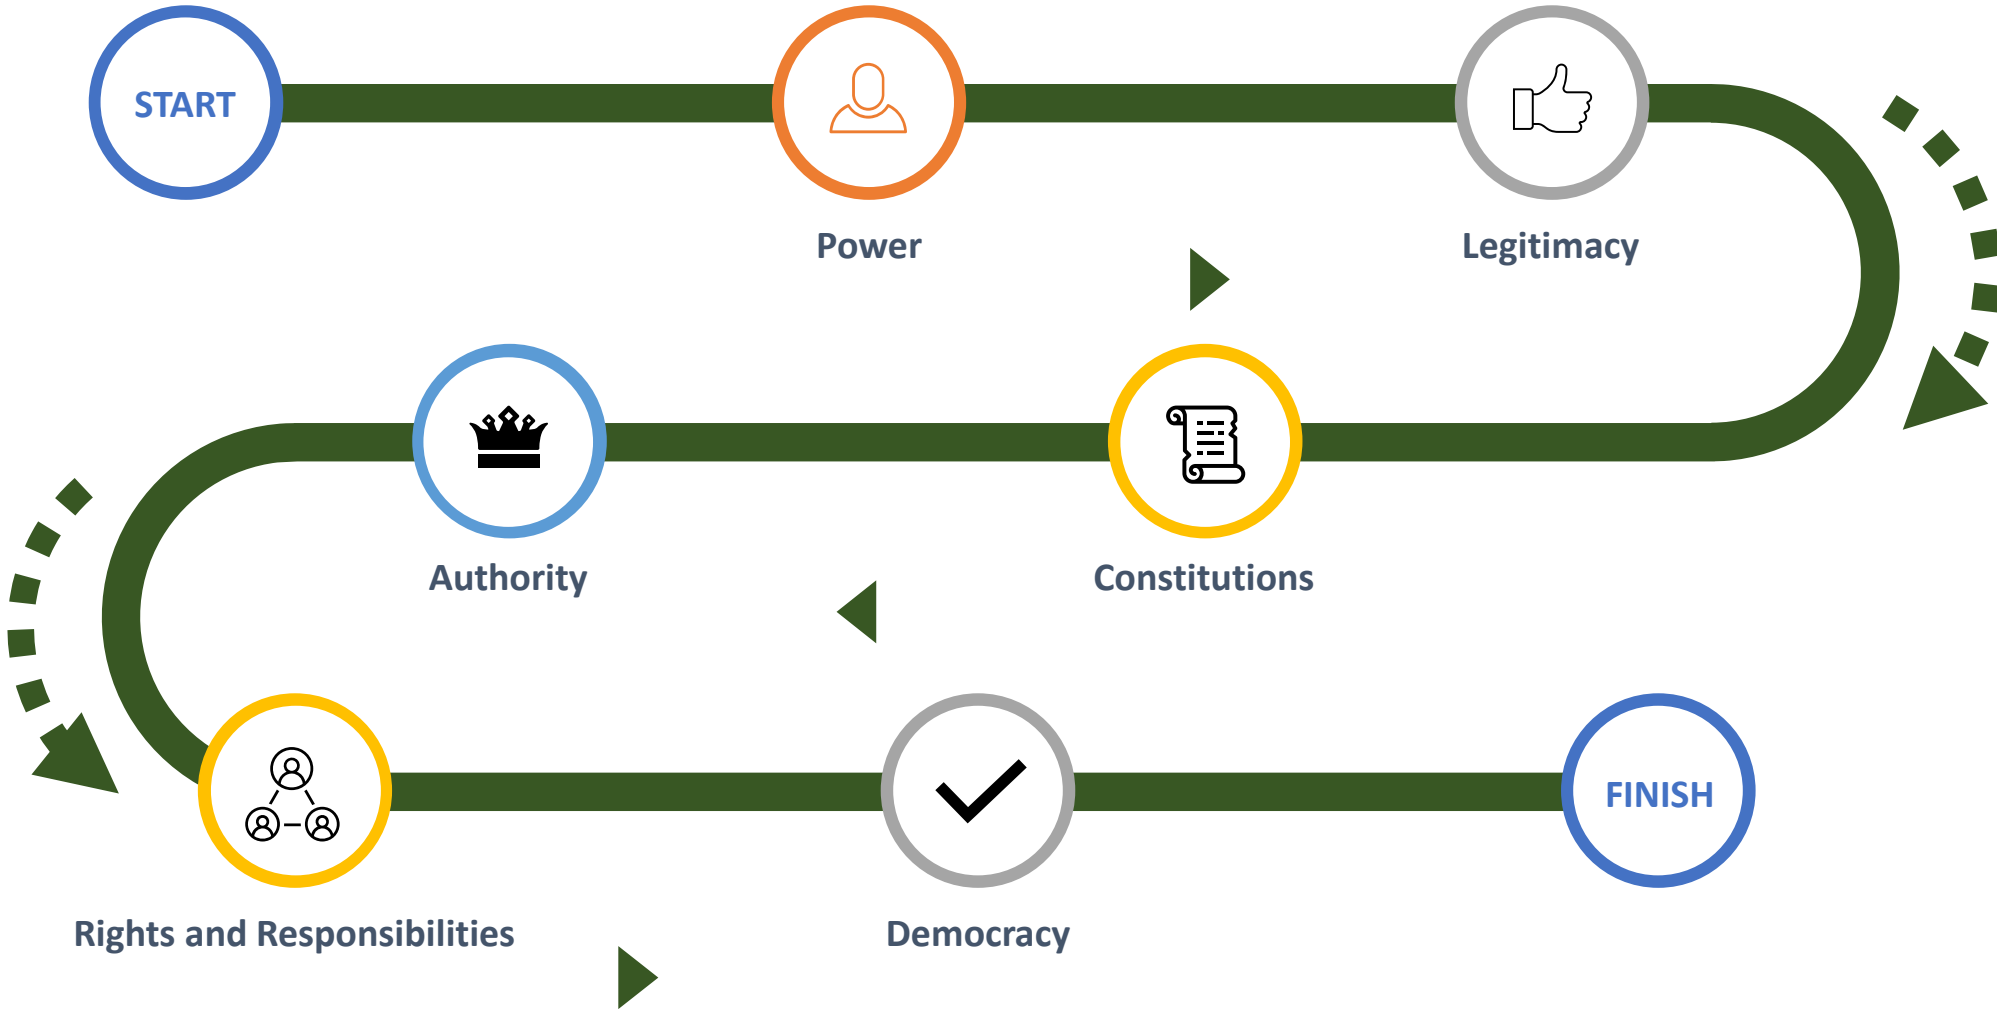 START
Power
Legitimacy
Authority
Constitutions
Rights and Responsibilities
Democracy
FINISH